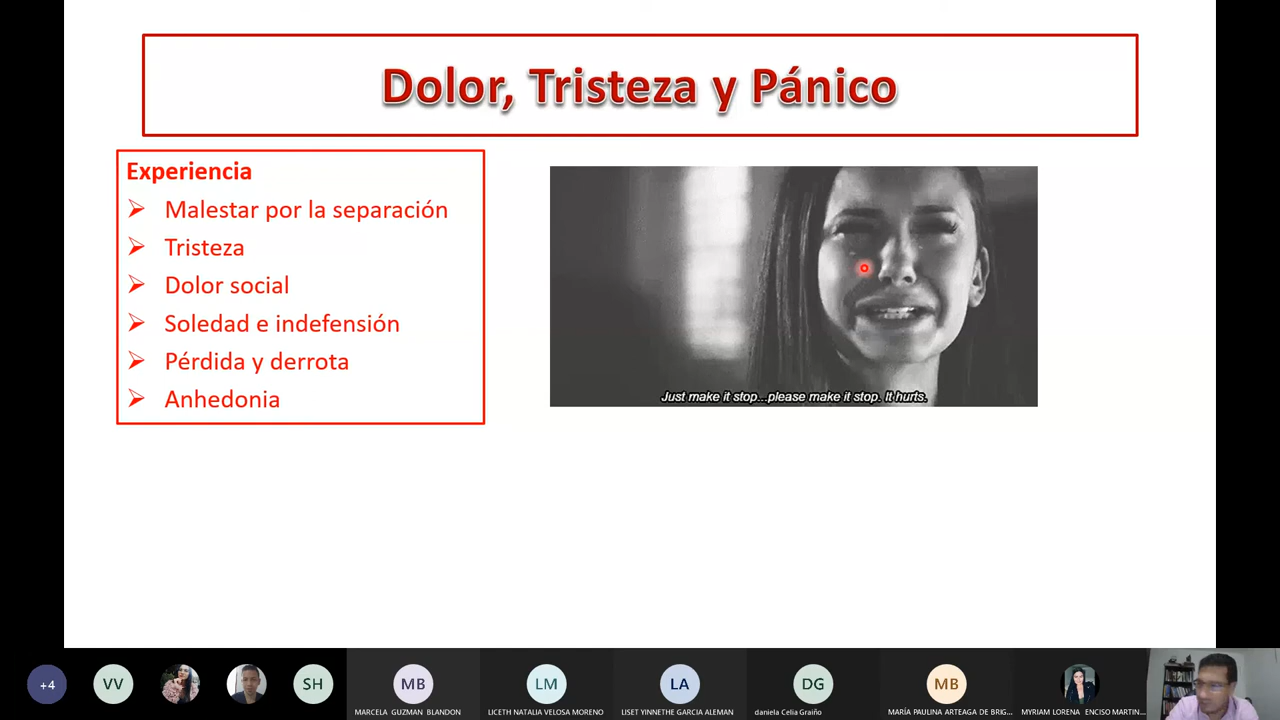 Dolor, Tristeza y Pánico
Experiencia
Malestar por la separación
Tristeza
Dolor social
Soledad e indefensión
Pérdida y derrota
Anhedonia
Just make it stop...please make it stop. It hurts.
+4
VV
SH
MB
LM
LA
DG
MB
MARCELA GUZMAN BLANDON
LICETH NATALIA VELOSA MORENO
LISET YINNETHE GARCIA ALEMAN
daniela Celia Graiño
MARÍA PAULINA ARTEAGA DE BRIG...
MYRIAM LORENA ENCISO MARTIN...